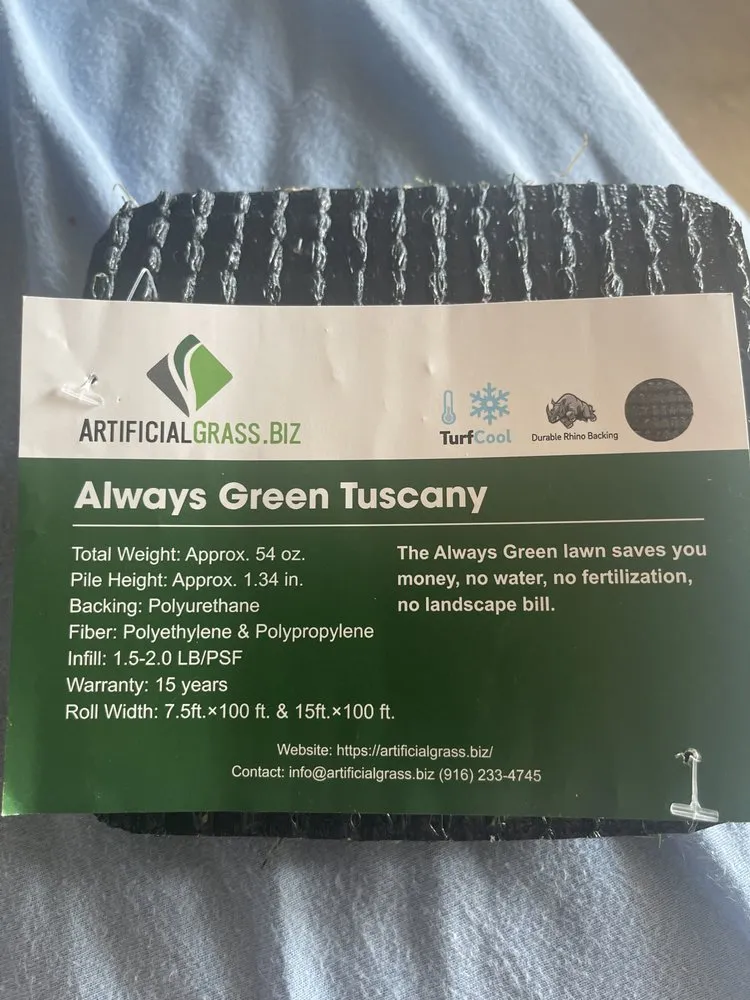 ARTIFICIALGRASS.BIZ
TurfCool
Durable Rhino Backing
Always Green Tuscany
Total Weight: Approx. 54 oz.
Pile Height: Approx. 1.34 in.
Backing: Polyurethane
Fiber: Polyethylene & Polypropylene
Infill: 1.5-2.0 LB/PSF
Warranty: 15 years
Roll Width: 7.5ft.×100 ft. & 15ft.×100 ft.
The Always Green lawn saves you
money, no water, no fertilization,
no landscape bill.
Website: https://artificialgrass.biz/
Contact: info@artificialgrass.biz (916) 233-4745